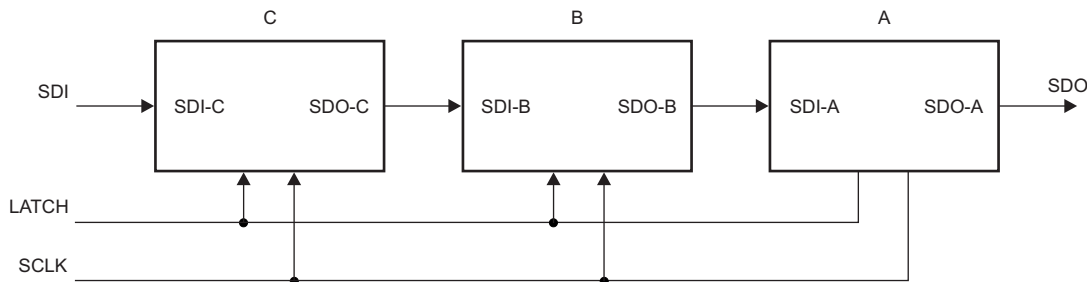 C B A
SDI SDO
SDI-C SDO-C SDI-B SDO-B SDI-A SDO-A
LATCH
SCLK